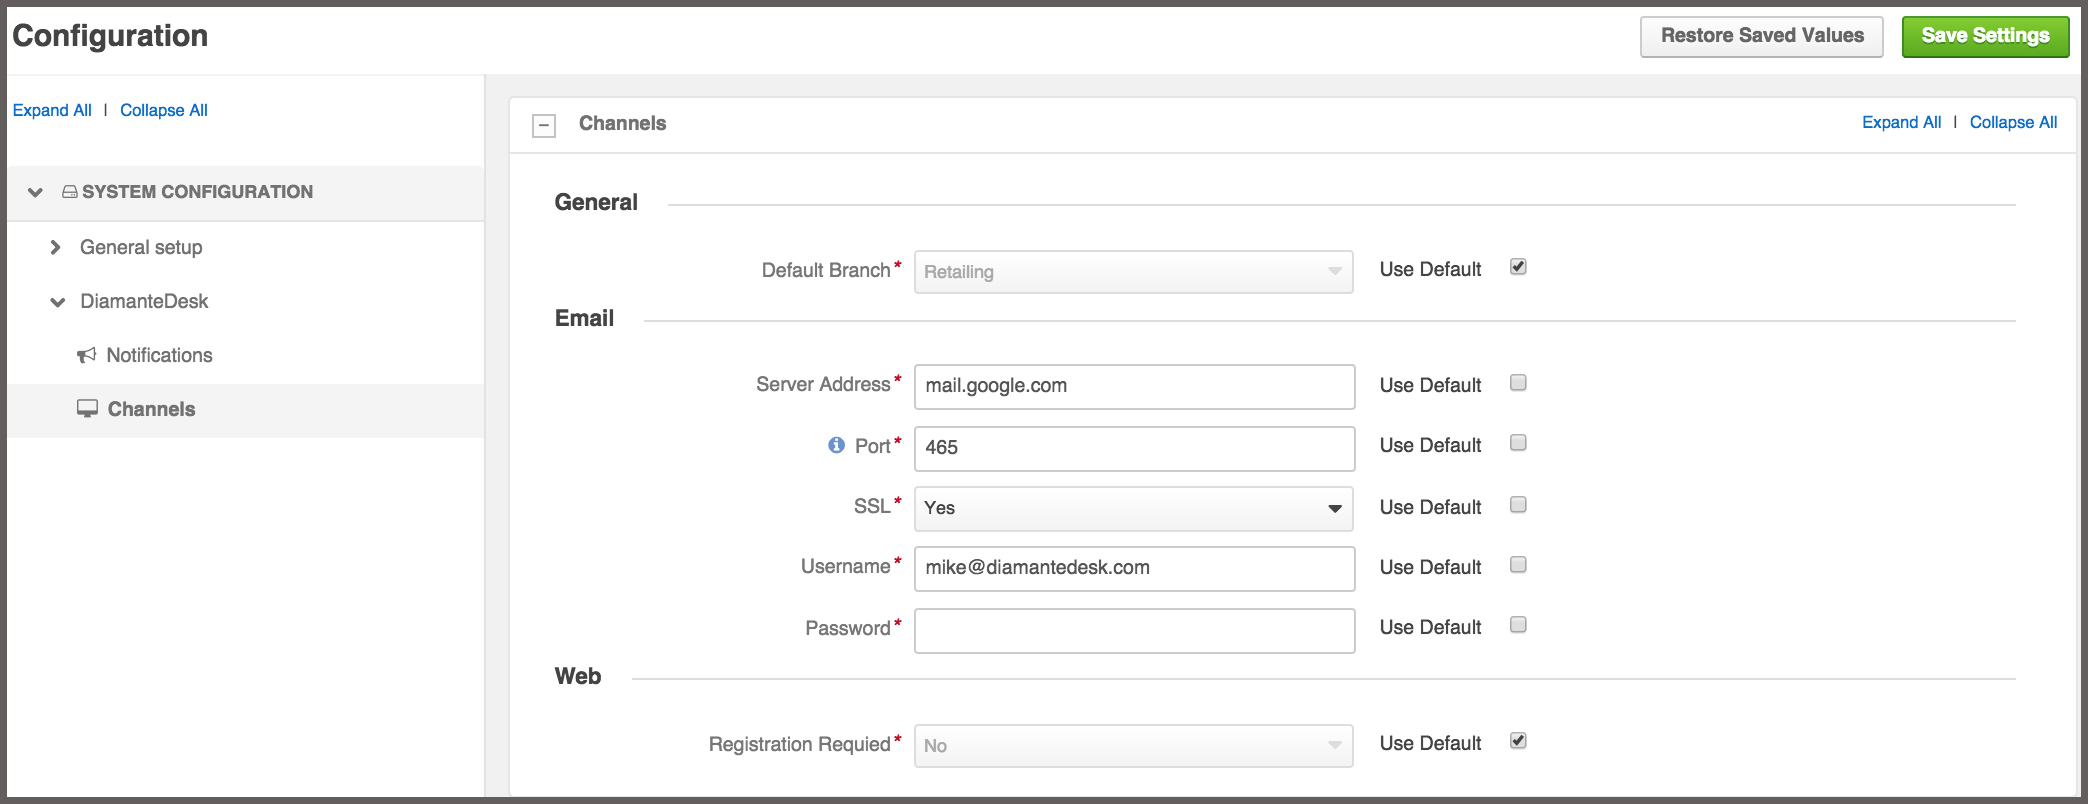 Configuration
Restore Saved Values
Save Settings
Expand All | Collapse All
SYSTEM CONFIGURATION
General setup
DiamanteDesk
Notifications
Channels
Channels
Expand All | Collapse All
General
Default Branch* Retailing Use Default
Email
Server Address* mail.google.com Use Default
Port* 465 Use Default
SSL* Yes Use Default
Username* mike@diamantedesk.com Use Default
Password* Use Default
Web
Registration Requied* No Use Default